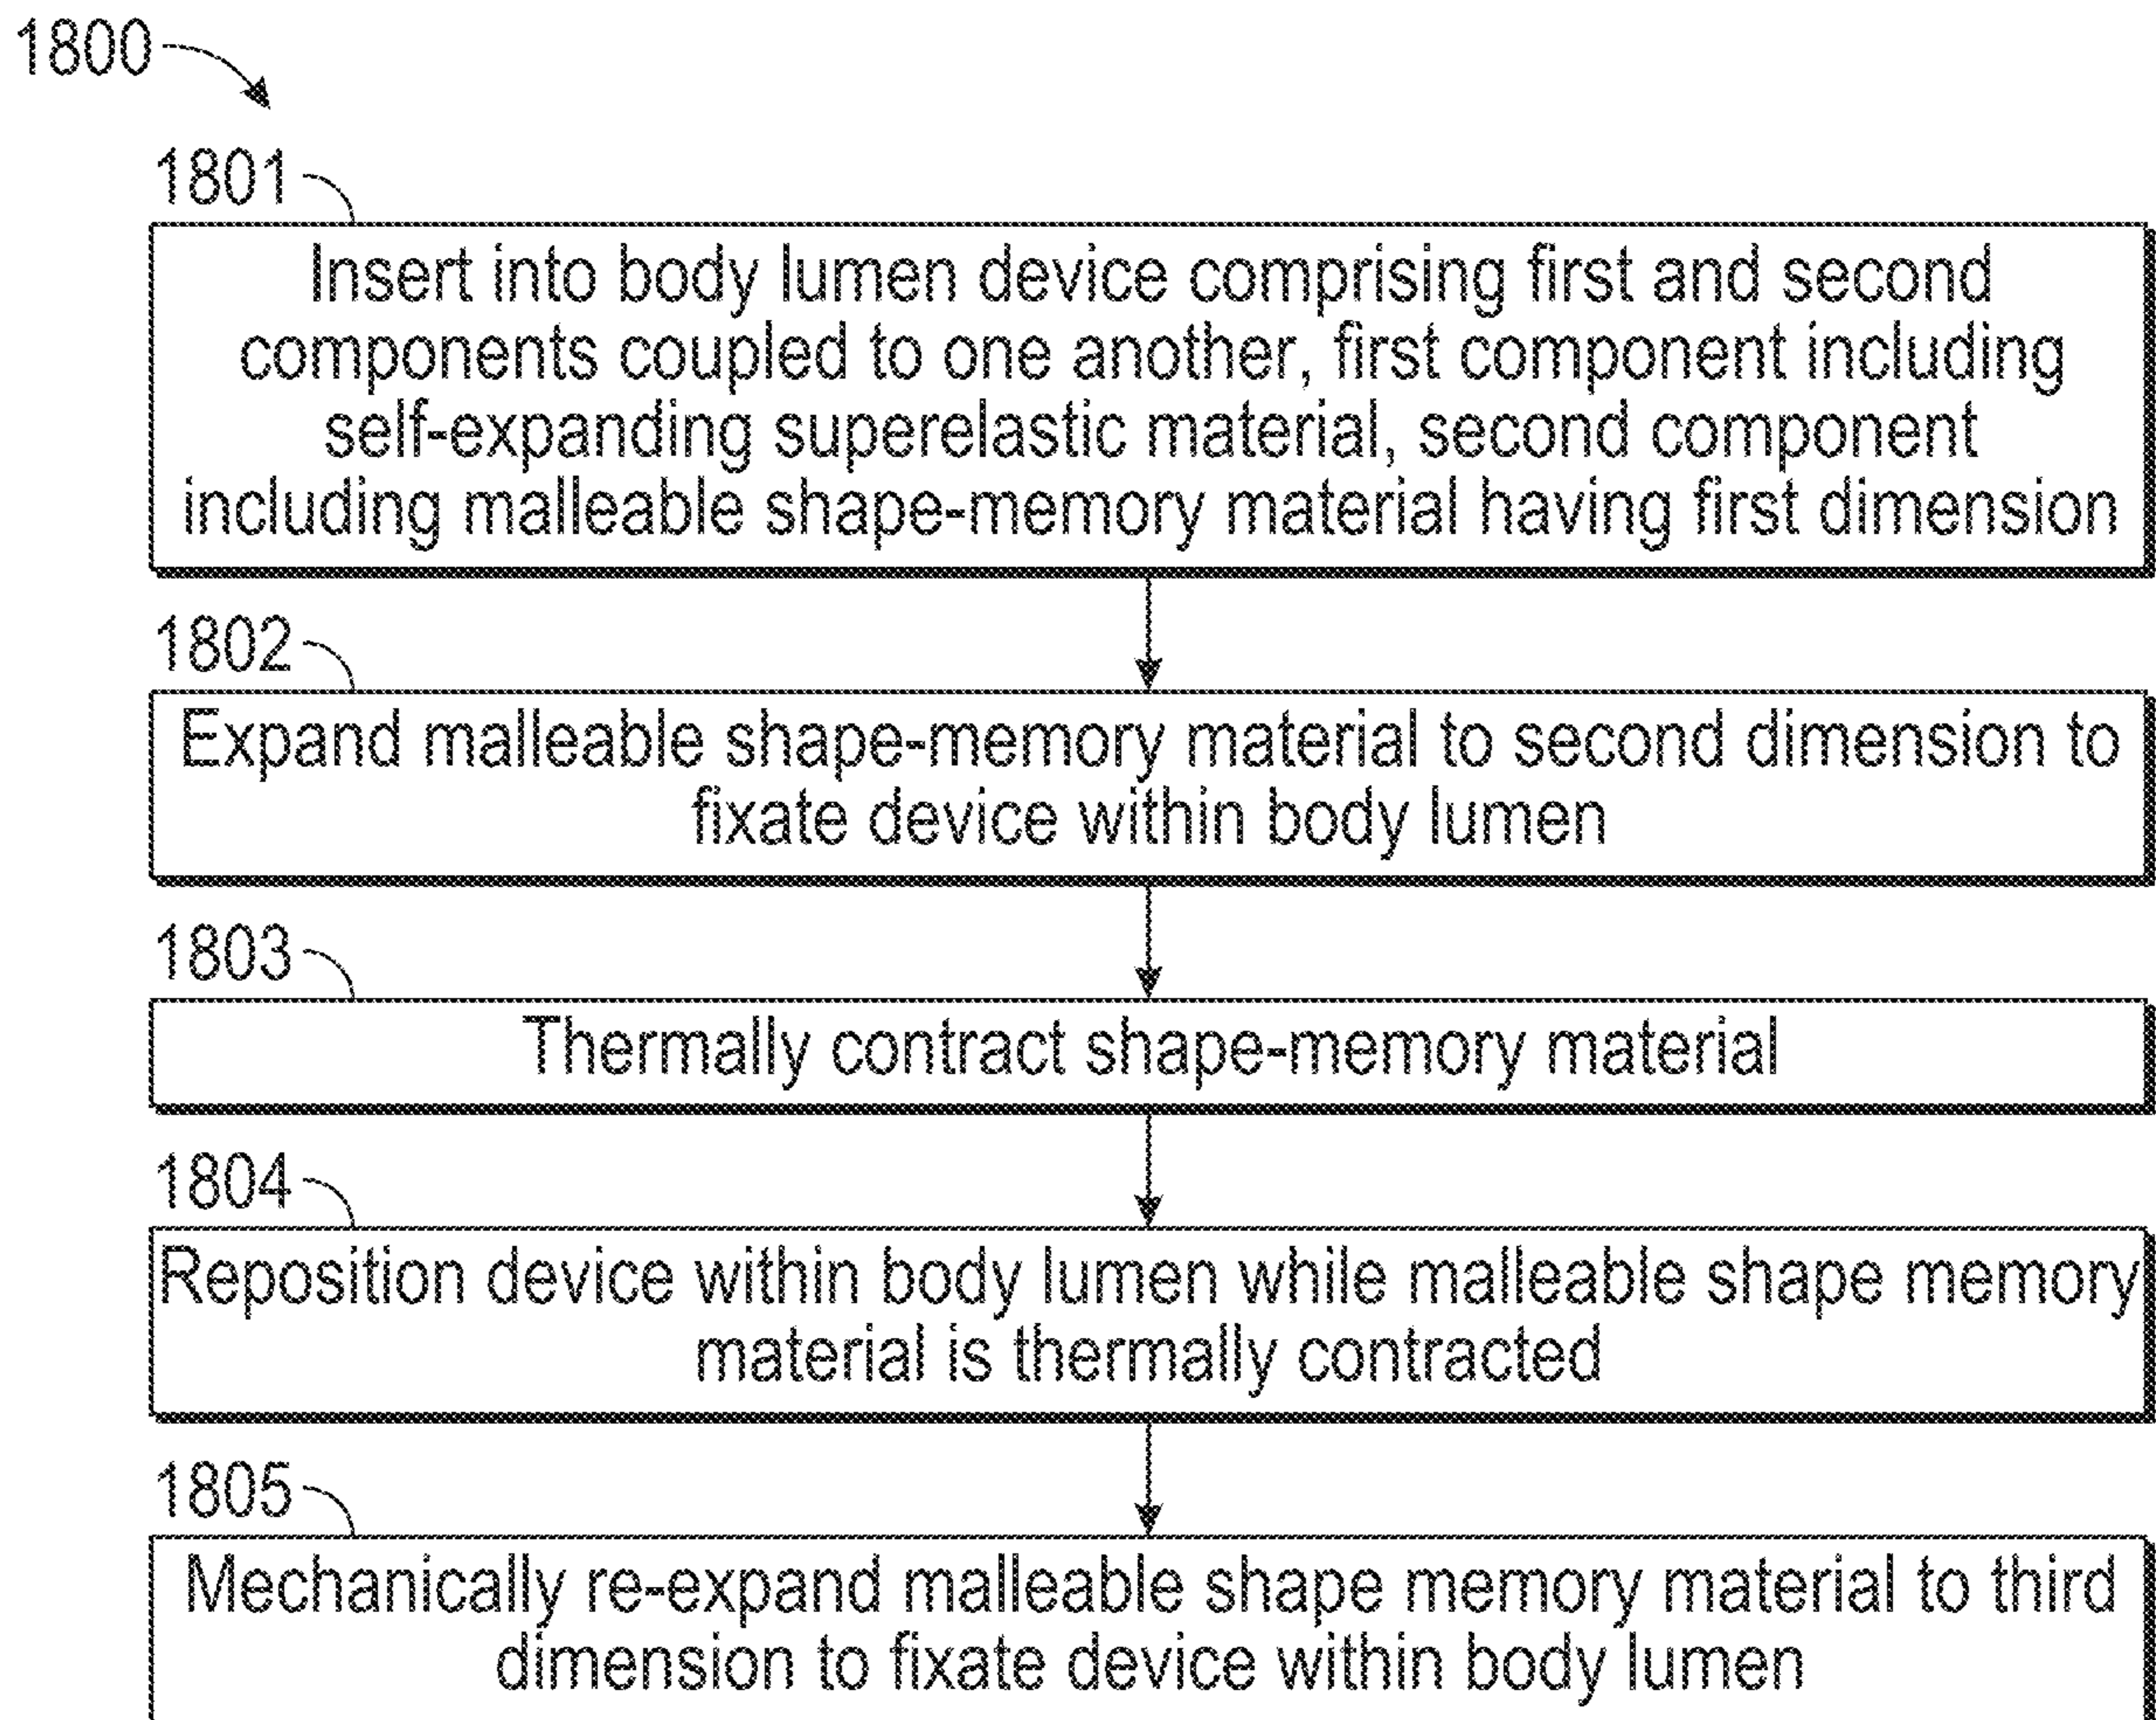 1800
1801
Insert into body lumen device comprising first and second
components coupled to one another, first component including
self-expanding superelastic material, second component
including malleable shape-memory material having first dimension
1802
Expand malleable shape-memory material to second dimension to
fixate device within body lumen
1803
Thermally contract shape-memory material
1804
Reposition device within body lumen while malleable shape memory
material is thermally contracted
1805
Mechanically re-expand malleable shape memory material to third
dimension to fixate device within body lumen